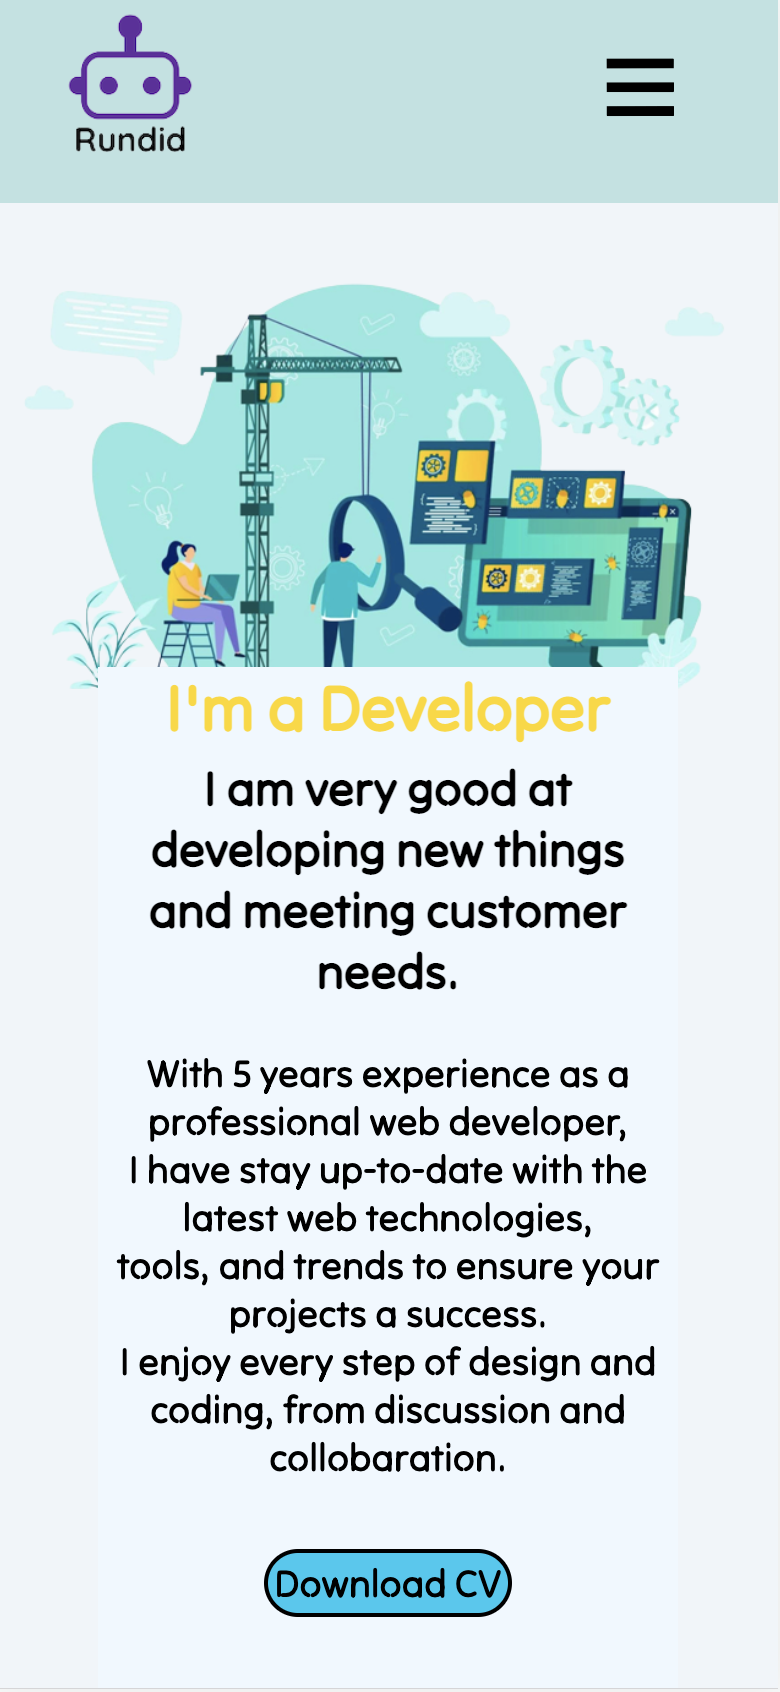 Rundid
I'm a Developer
I am very good at
developing new things
and meeting customer
needs.
With 5 years experience as a
professional web developer,
I have stay up-to-date with the
latest web technologies,
tools, and trends to ensure your
projects a success.
I enjoy every step of design and
coding, from discussion and
collobaration.
Download CV